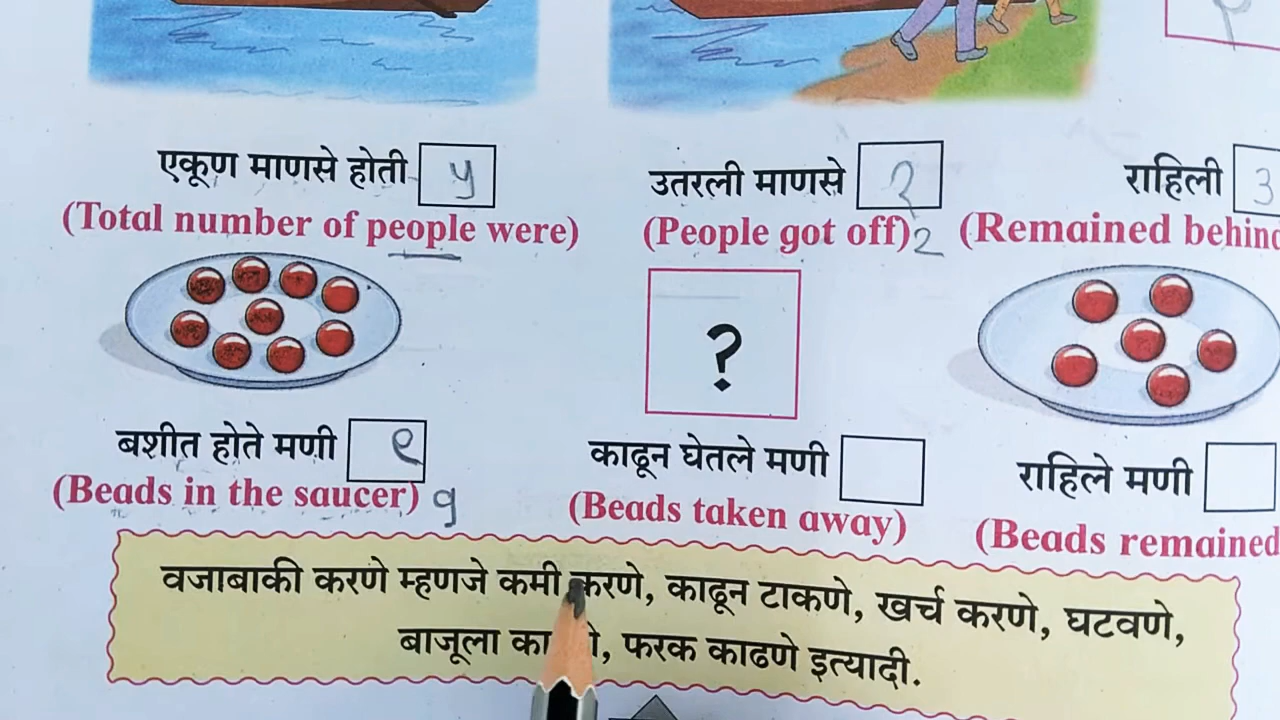 एकूण माणसे होती ५ उतरली माणसे २ राहिली ३
(Total number of people were) (People got off) 2 (Remained behind
?
बशीत होते मणी ९ काढून घेतले मणी राहिले मणी
(Beads in the saucer) 9 (Beads taken away) (Beads remained
वजाबाकी करणे म्हणजे कमी करणे, काढून टाकणे, खर्च करणे, घटवणे,
बाजूला फरक काढणे इत्यादी.